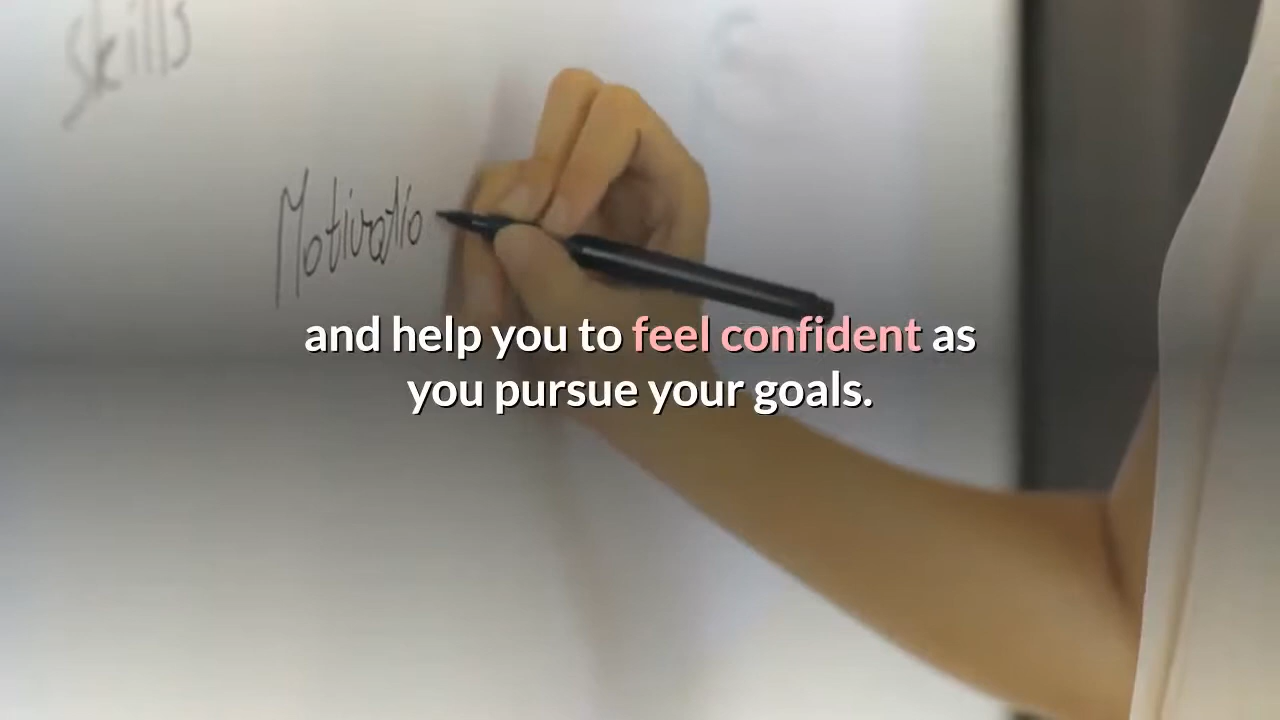 skills
Motivatio
and help you to feel confident as
you pursue your goals.